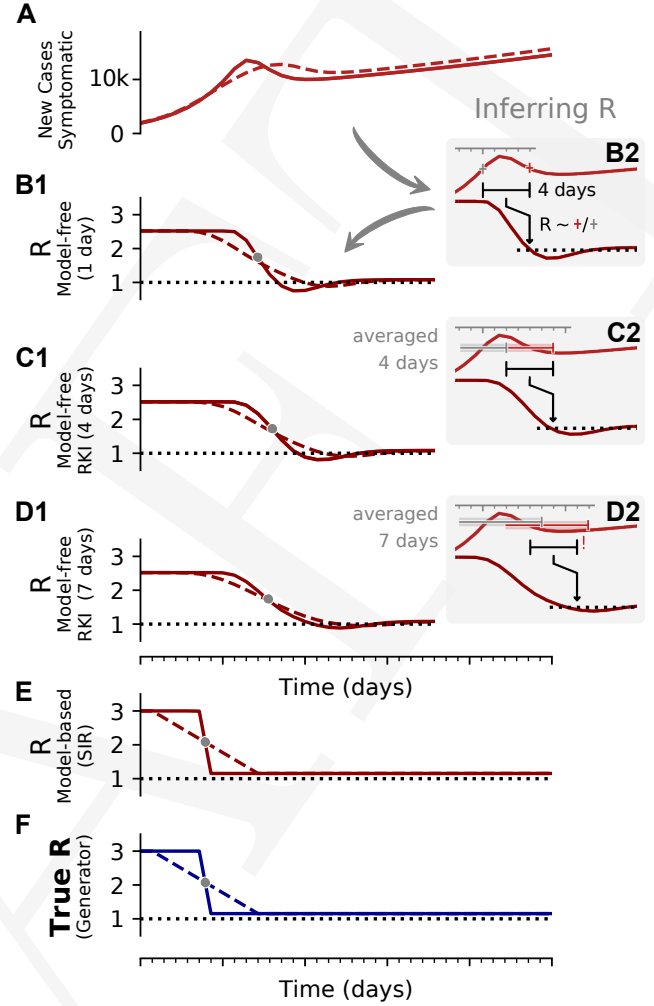 A
New Cases
Symptomatic
10k
0
Inferring R
B2
4 days
R ~ +/+
B1
R
Model-free
(1 day)
3
2
1
C2
averaged
4 days
C1
R
Model-free
RKI (4 days)
3
2
1
D2
averaged
7 days
!
D1
R
Model-free
RKI (7 days)
3
2
1
Time (days)
E
R
Model-based
(SIR)
3
2
1
F
True R
(Generator)
3
2
1
Time (days)